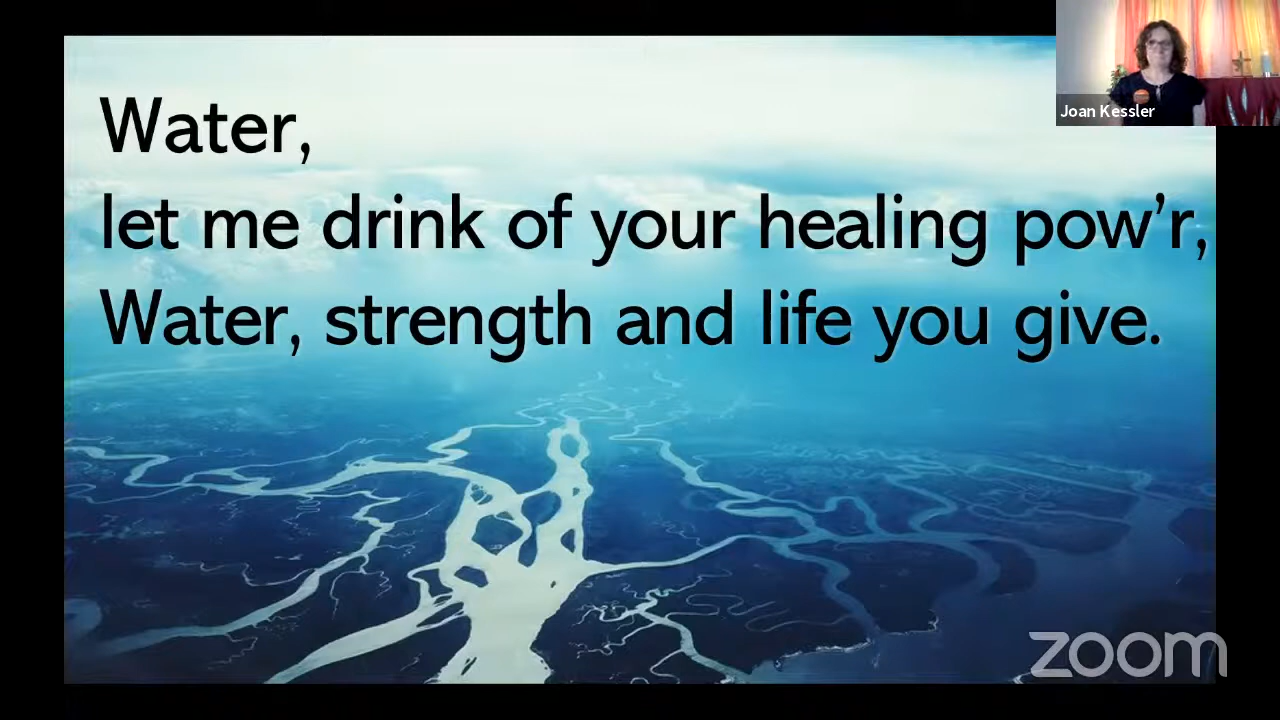 Water,
let me drink of your healing pow’r,
Water, strength and life you give.
Joan Kessler
zoom